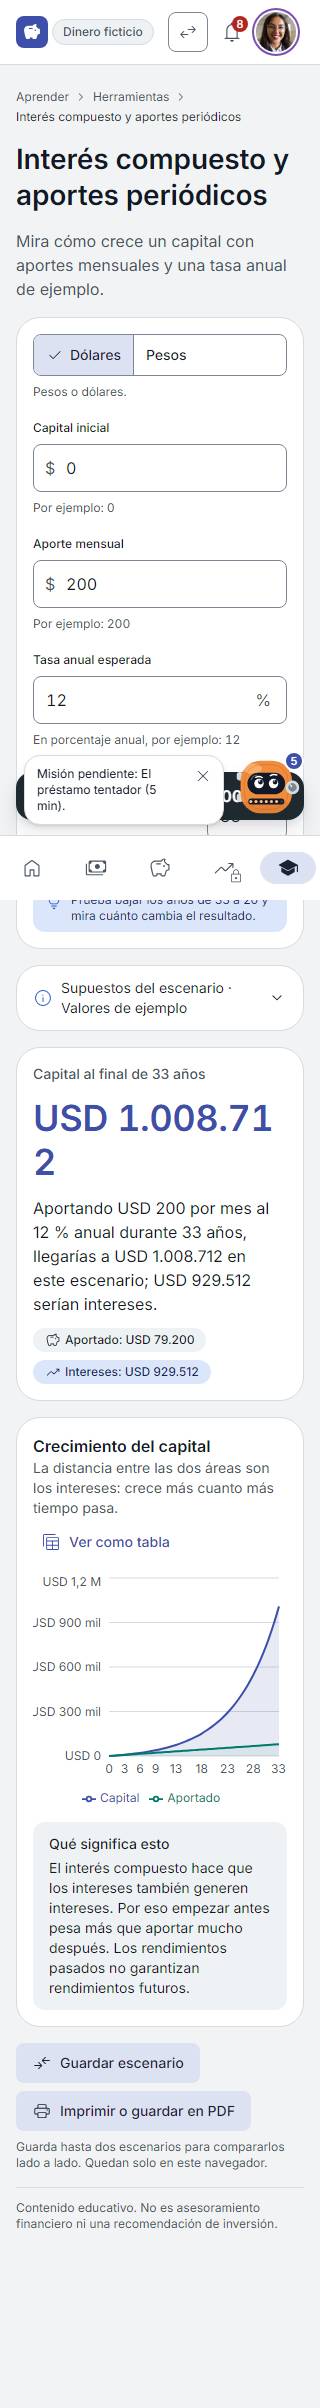 Dinero ficticio
8
Aprender
Herramientas
Interés compuesto y aportes periódicos
Interés compuesto y
aportes periódicos
Mira cómo crece un capital con
aportes mensuales y una tasa anual
de ejemplo.
Dólares
Pesos
Pesos o dólares.
Capital inicial
$ 0
Por ejemplo: 0
Aporte mensual
$ 200
Por ejemplo: 200
Tasa anual esperada
12 %
En porcentaje anual, por ejemplo: 12
5
Misión pendiente: El
préstamo tentador (5
min).
Prueba bajar los años de 33 a 20 y
mira cuánto cambia el resultado.
Supuestos del escenario ·
Valores de ejemplo
Capital al final de 33 años
USD 1.008.71
2
Aportando USD 200 por mes al
12 % anual durante 33 años,
llegarías a USD 1.008.712 en
este escenario; USD 929.512
serían intereses.
Aportado: USD 79.200
Intereses: USD 929.512
Crecimiento del capital
La distancia entre las dos áreas son
los intereses: crece más cuanto más
tiempo pasa.
Ver como tabla
USD 1,2 M
USD 900 mil
USD 600 mil
USD 300 mil
USD 0
0 3 6 9 13 18 23 28 33
Capital
Aportado
Qué significa esto
El interés compuesto hace que
los intereses también generen
intereses. Por eso empezar antes
pesa más que aportar mucho
después. Los rendimientos
pasados no garantizan
rendimientos futuros.
Guardar escenario
Imprimir o guardar en PDF
Guarda hasta dos escenarios para compararlos
lado a lado. Quedan solo en este navegador.
Contenido educativo. No es asesoramiento
financiero ni una recomendación de inversión.